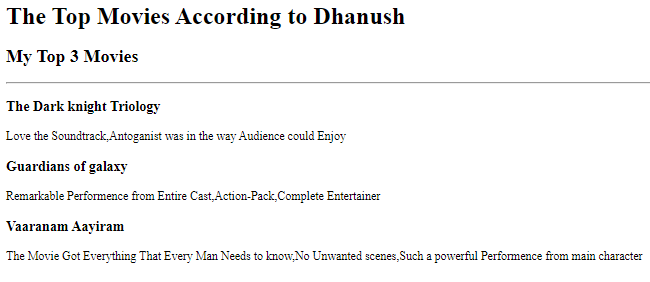 The Top Movies According to Dhanush
My Top 3 Movies
The Dark knight Triology
Love the Soundtrack,Antoganist was in the way Audience could Enjoy
Guardians of galaxy
Remarkable Performence from Entire Cast,Action-Pack,Complete Entertainer
Vaaranam Aayiram
The Movie Got Everything That Every Man Needs to know,No Unwanted scenes,Such a powerful Performence from main character